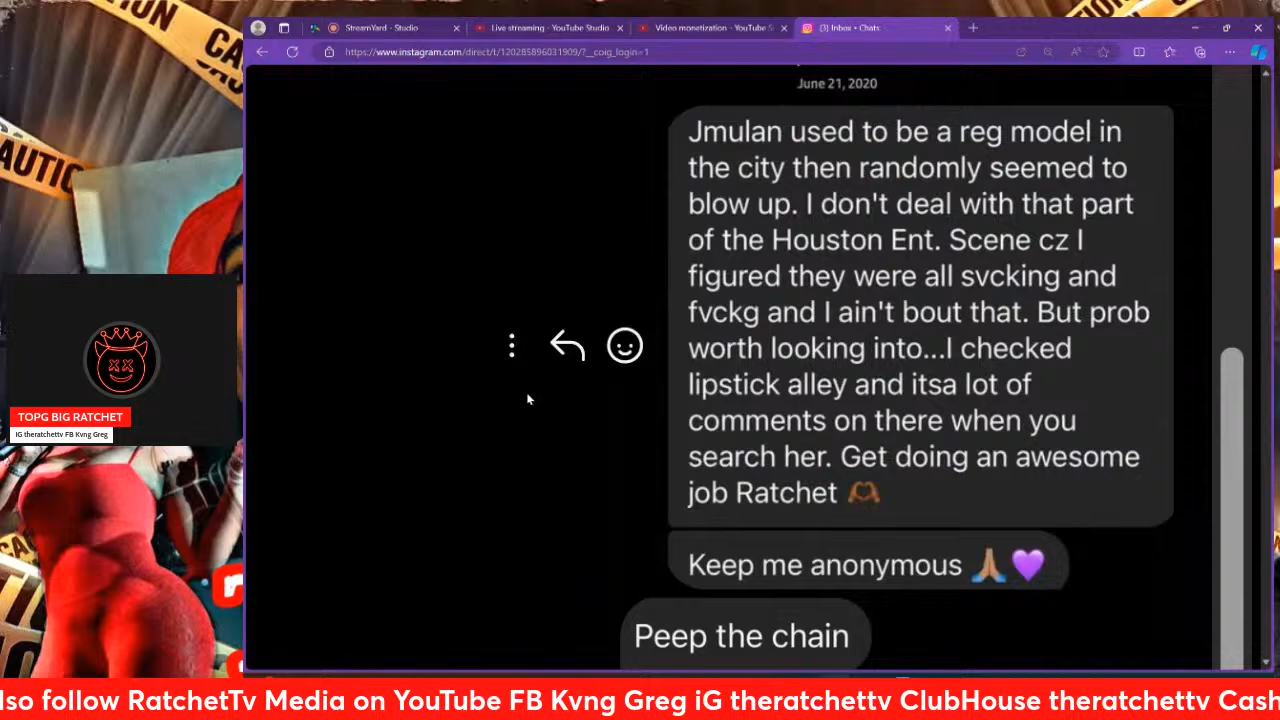 CAUTION
CAU
AUTIC
CA
StreamYard - Studio
Live streaming - YouTube Studio
Video monetization - YouTube S
(3) Inbox • Chats
https://www.instagram.com/direct/t/120285896031909/?__coig_login=1
June 21, 2020
Jmulan used to be a reg model in
the city then randomly seemed to
blow up. I don't deal with that part
of the Houston Ent. Scene cz I
figured they were all svcking and
fvckg and I ain't bout that. But prob
worth looking into...I checked
lipstick alley and itsa lot of
comments on there when you
search her. Get doing an awesome
job Ratchet 🫶🏾
Keep me anonymous 🙏🏽💜
Peep the chain
TOPG BIG RATCHET
IG theratchettv FB Kvng Greg
lso follow RatchetTv Media on YouTube FB Kvng Greg iG theratchettv ClubHouse theratchettv Cash